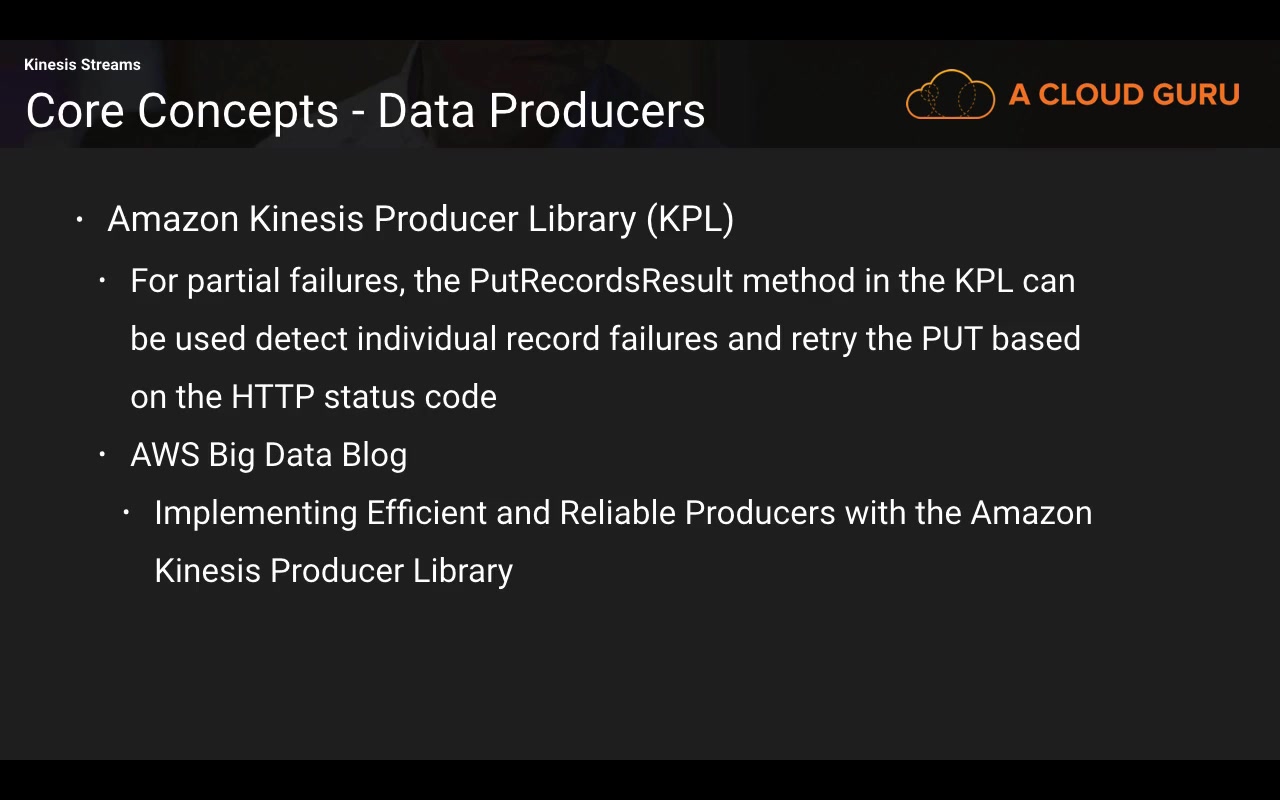 Kinesis Streams
Core Concepts - Data Producers
A CLOUD GURU
• Amazon Kinesis Producer Library (KPL)
• For partial failures, the PutRecordsResult method in the KPL can
be used detect individual record failures and retry the PUT based
on the HTTP status code
• AWS Big Data Blog
• Implementing Efficient and Reliable Producers with the Amazon
Kinesis Producer Library